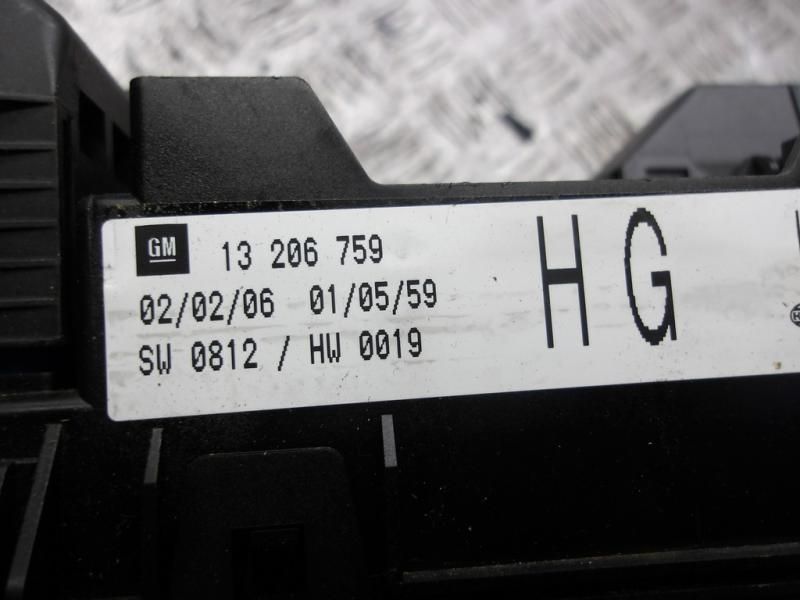 GM 13 206 759
02/02/06 01/05/59
SW 0812 / HW 0019
HG